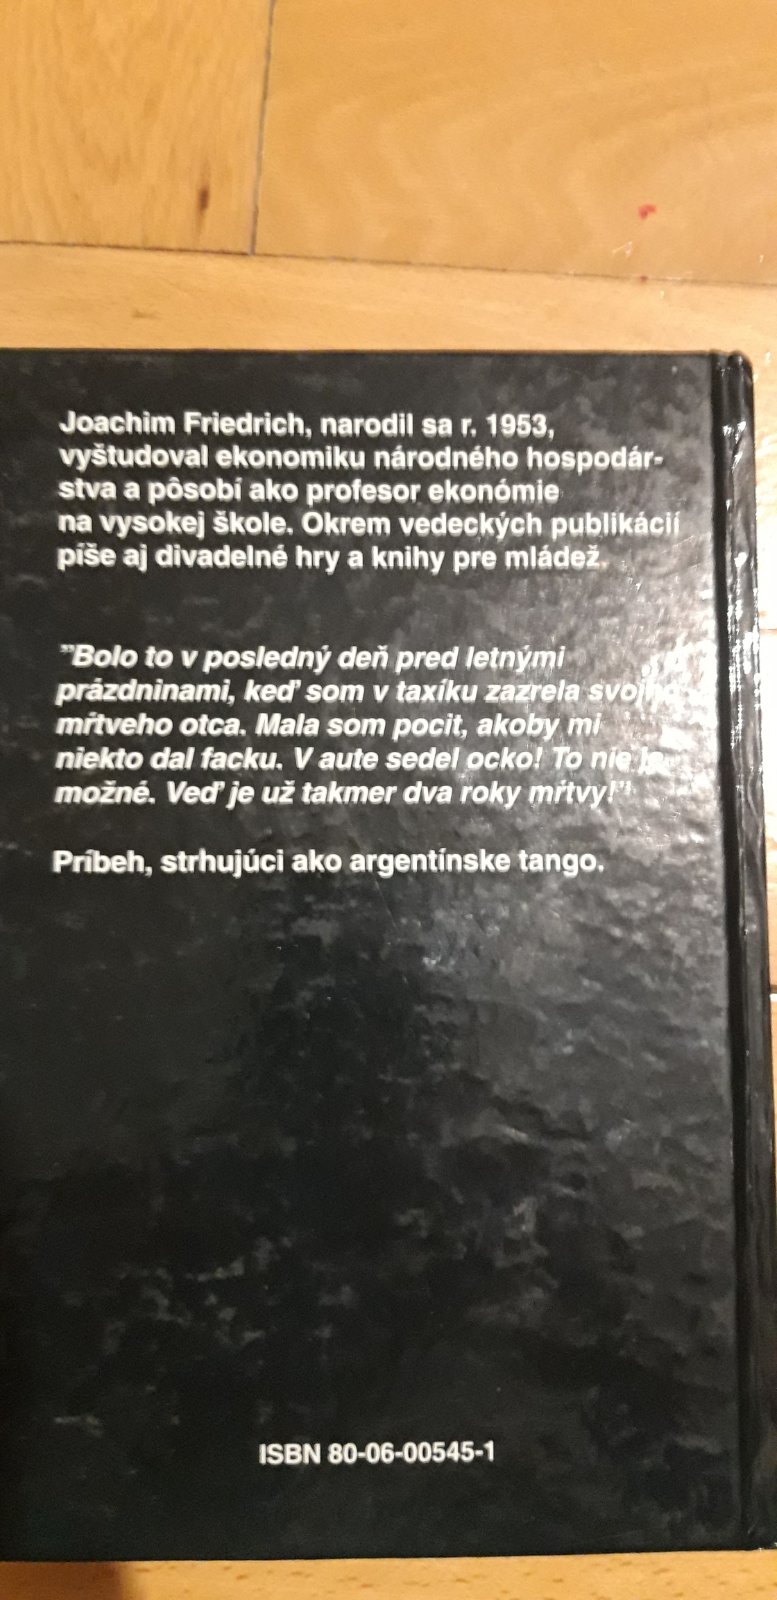 Joachim Friedrich, narodil sa r. 1953,
vyštudoval ekonomiku národného hospodár-
stva a pôsobí ako profesor ekonómie
na vysokej škole. Okrem vedeckých publikácií
píše aj divadelné hry a knihy pre mládež.
"Bolo to v posledný deň pred letnými
prázdninami, keď som v taxíku zazrela
mŕtveho otca. Mala som pocit, akoby mi
niekto dal facku. V aute sedel ocko! To nie je
možné. Veď je už takmer dva roky mŕtvy!"
Príbeh, strhujúci ako argentínske tango.
ISBN 80-06-00545-1